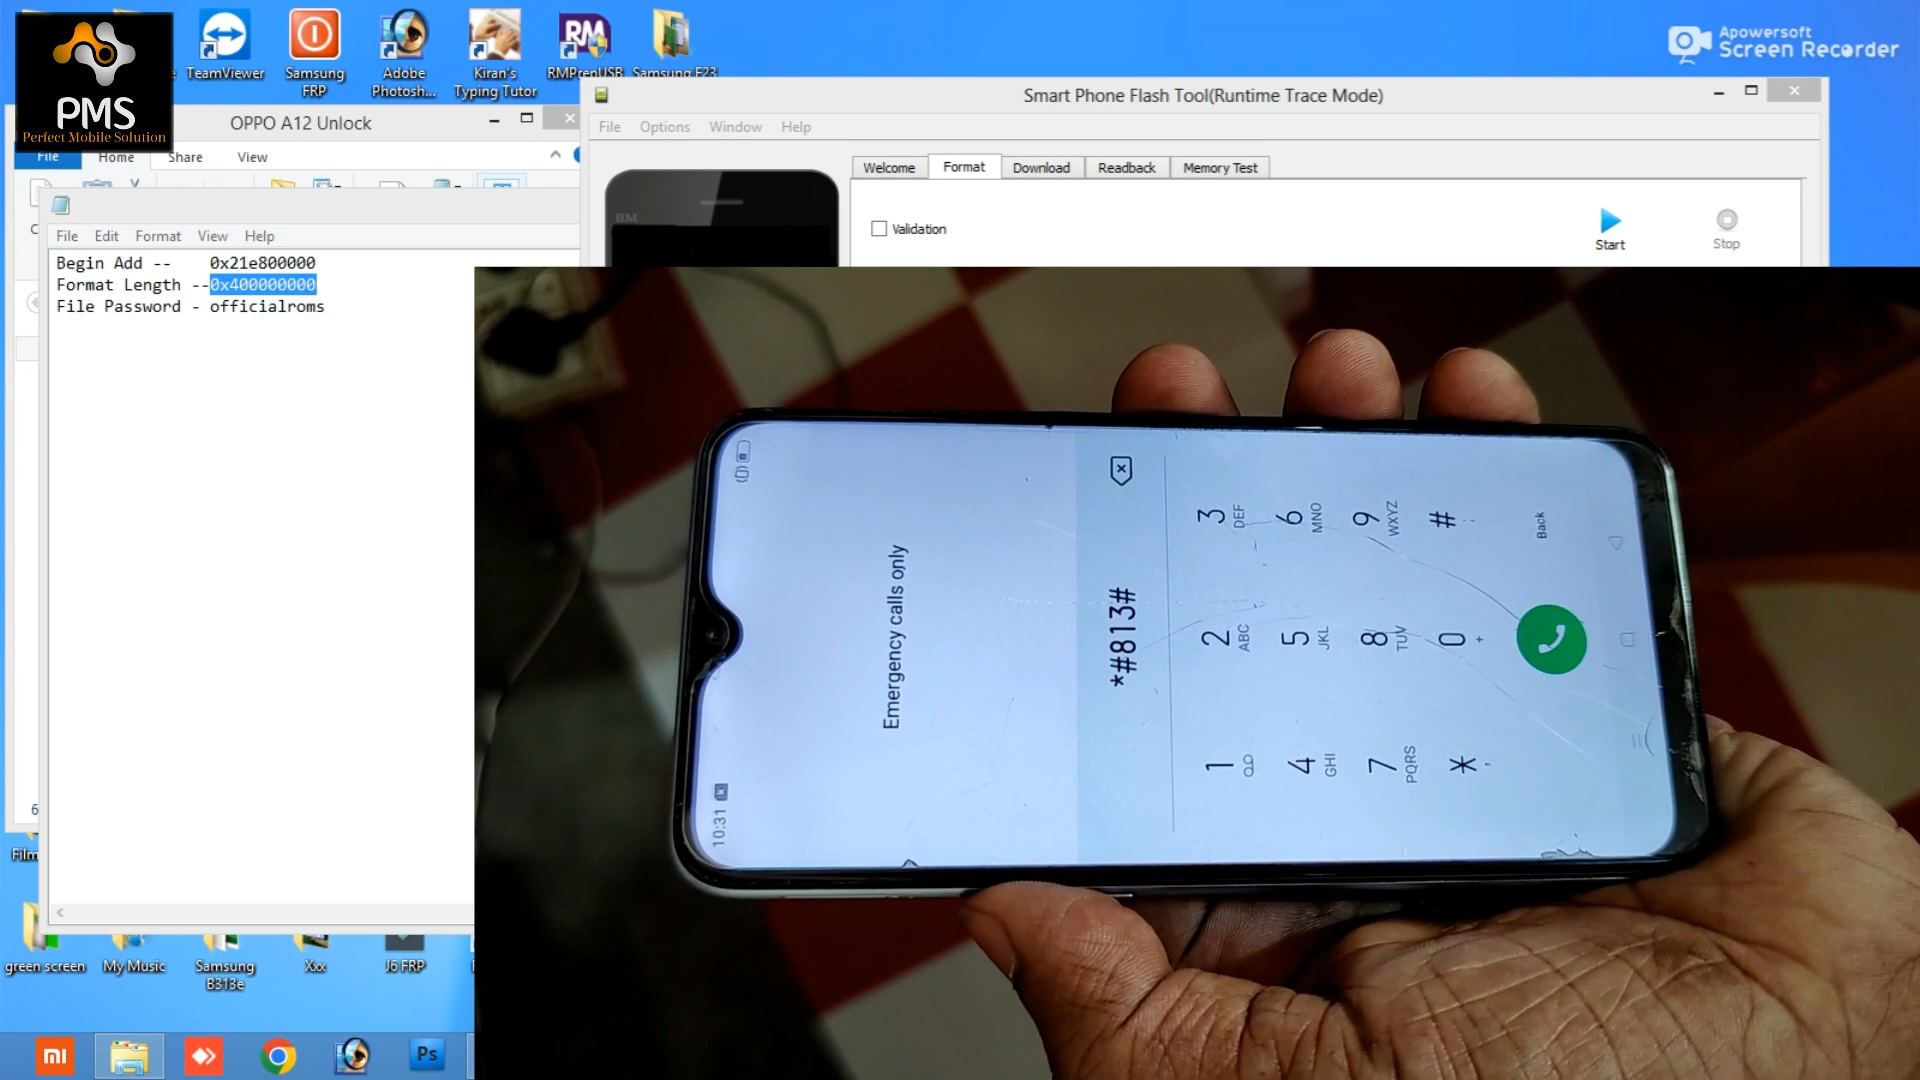 PMS
Perfect Mobile Solution
TeamViewer
Samsung
FRP
Adobe
Photosh...
Kiran's
Typing Tutor
RMPrepUSB
Samsung F23
Apowersoft
Screen Recorder
OPPO A12 Unlock
File
Home
Share
View
File
Edit
Format
View
Help
Begin Add -- 0x21e800000
Format Length --0x400000000
File Password - officialroms
Smart Phone Flash Tool(Runtime Trace Mode)
File
Options
Window
Help
Welcome
Format
Download
Readback
Memory Test
BM
Validation
Start
Stop
10:31
Emergency calls only
*#813#
1
2 ABC
3 DEF
4 GHI
5 JKL
6 MNO
7 PQRS
8 TUV
9 WXYZ
*
0 +
#
Back
6
green screen
My Music
Samsung
B313e
Xxx
J6 FRP
mi
Ps